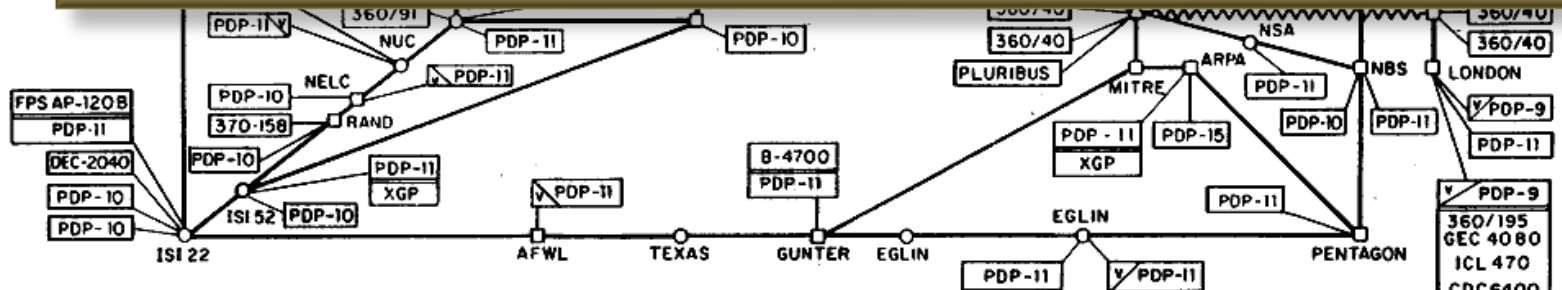 PDP-11 V
360/91
NUC
PDP-11
PDP-10
360/40
360/40
PLURIBUS
NSA
ARPA
MITRE
PDP-11
NBS
360/40
360/40
LONDON
NELC
V PDP-11
PDP-10
370-158
RAND
PDP-10
FPS AP-120B
PDP-11
DEC-2040
PDP-10
PDP-10
ISI 22
ISI 52
PDP-10
PDP-11
XGP
V PDP-11
AFWL
TEXAS
B-4700
PDP-11
GUNTER
EGLIN
EGLIN
PDP-11
V PDP-11
PDP-11
XGP
PDP-15
PDP-10
PDP-11
PDP-11
PENTAGON
V PDP-9
PDP-11
V PDP-9
360/195
GEC 4080
ICL 470
CDC6400